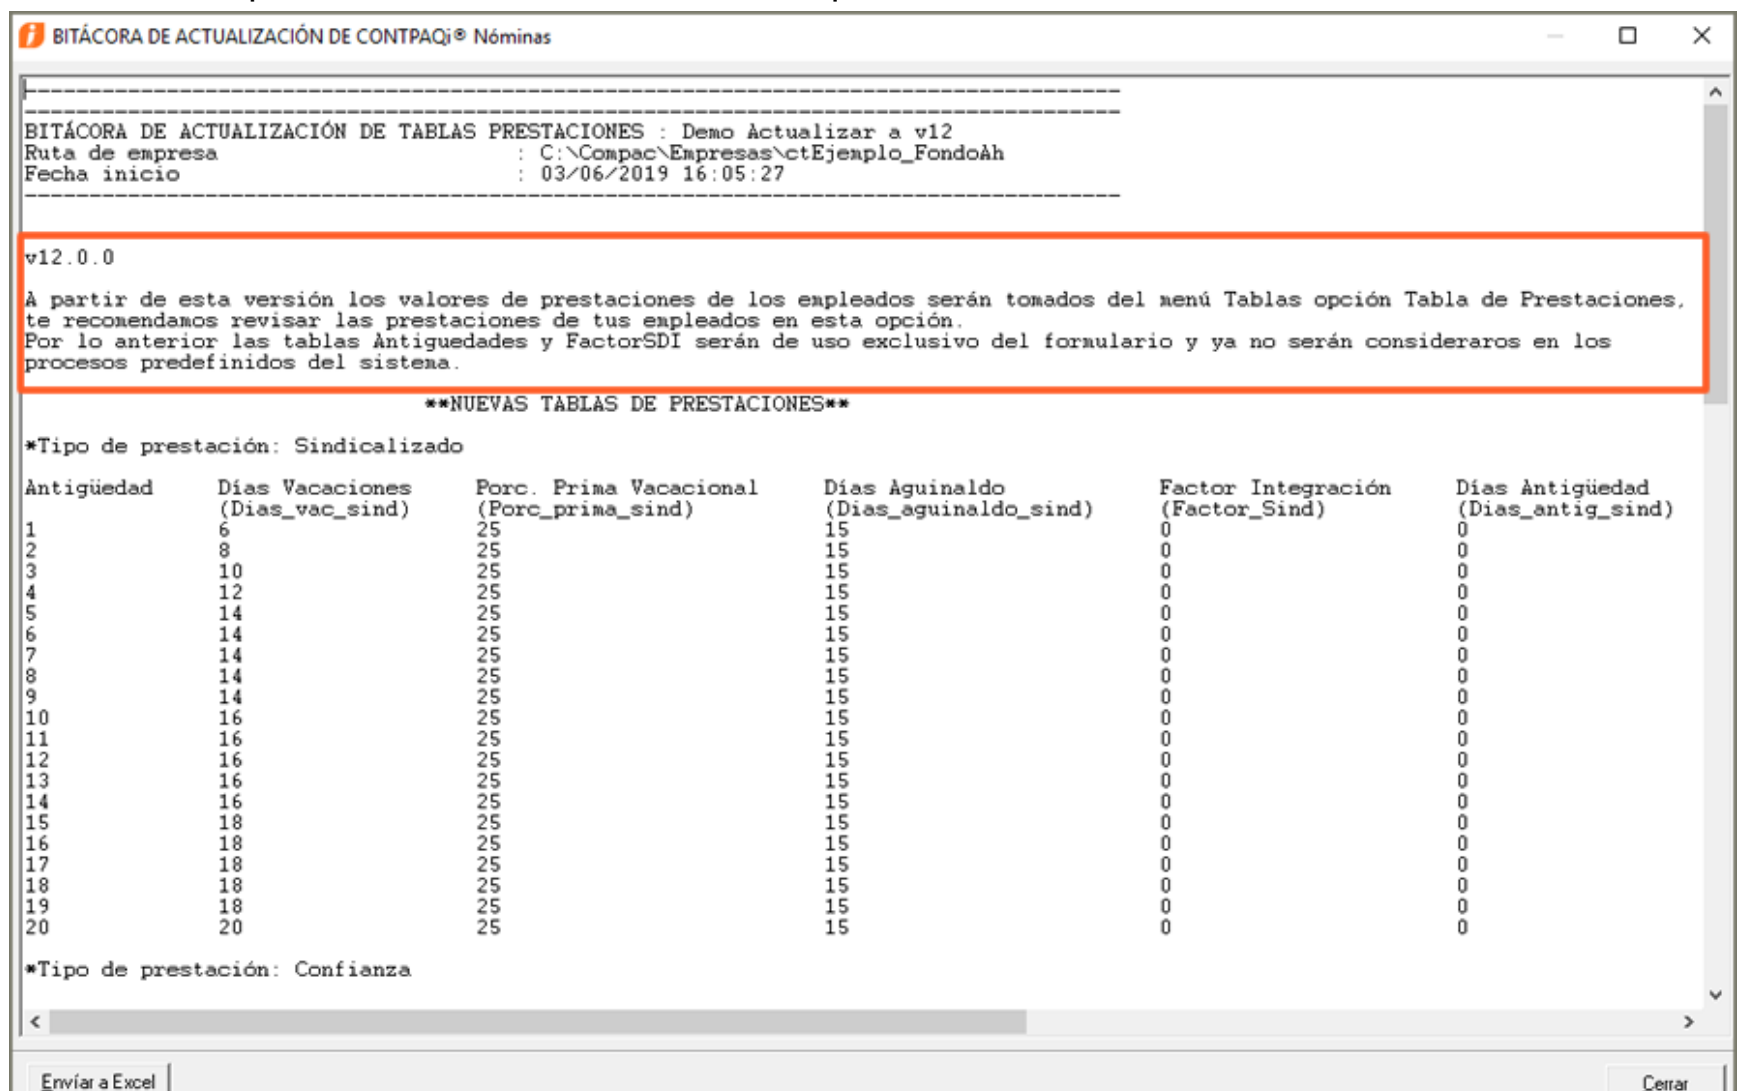 BITÁCORA DE ACTUALIZACIÓN DE CONTPAQi® Nóminas
BITÁCORA DE ACTUALIZACIÓN DE TABLAS PRESTACIONES : Demo Actualizar a v12
Ruta de empresa : C:\Compac\Empresas\ctEjemplo_FondoAh
Fecha inicio : 03/06/2019 16:05:27
v12.0.0
A partir de esta versión los valores de prestaciones de los empleados serán tomados del menú Tablas opción Tabla de Prestaciones,
te recomendamos revisar las prestaciones de tus empleados en esta opción.
Por lo anterior las tablas Antiguedades y FactorSDI serán de uso exclusivo del formulario y ya no serán consideraros en los
procesos predefinidos del sistema.
**NUEVAS TABLAS DE PRESTACIONES**
*Tipo de prestación: Sindicalizado
Antigüedad Días Vacaciones Porc. Prima Vacacional Días Aguinaldo Factor Integración Días Antigüedad
(Dias_vac_sind) (Porc_prima_sind) (Dias_aguinaldo_sind) (Factor_Sind) (Dias_antig_sind)
1 6 25 15 0 0
2 8 25 15 0 0
3 10 25 15 0 0
4 12 25 15 0 0
5 14 25 15 0 0
6 14 25 15 0 0
7 14 25 15 0 0
8 14 25 15 0 0
9 14 25 15 0 0
10 16 25 15 0 0
11 16 25 15 0 0
12 16 25 15 0 0
13 16 25 15 0 0
14 16 25 15 0 0
15 18 25 15 0 0
16 18 25 15 0 0
17 18 25 15 0 0
18 18 25 15 0 0
19 18 25 15 0 0
20 20 25 15 0 0
*Tipo de prestación: Confianza
Envíar a Excel
Cerrar